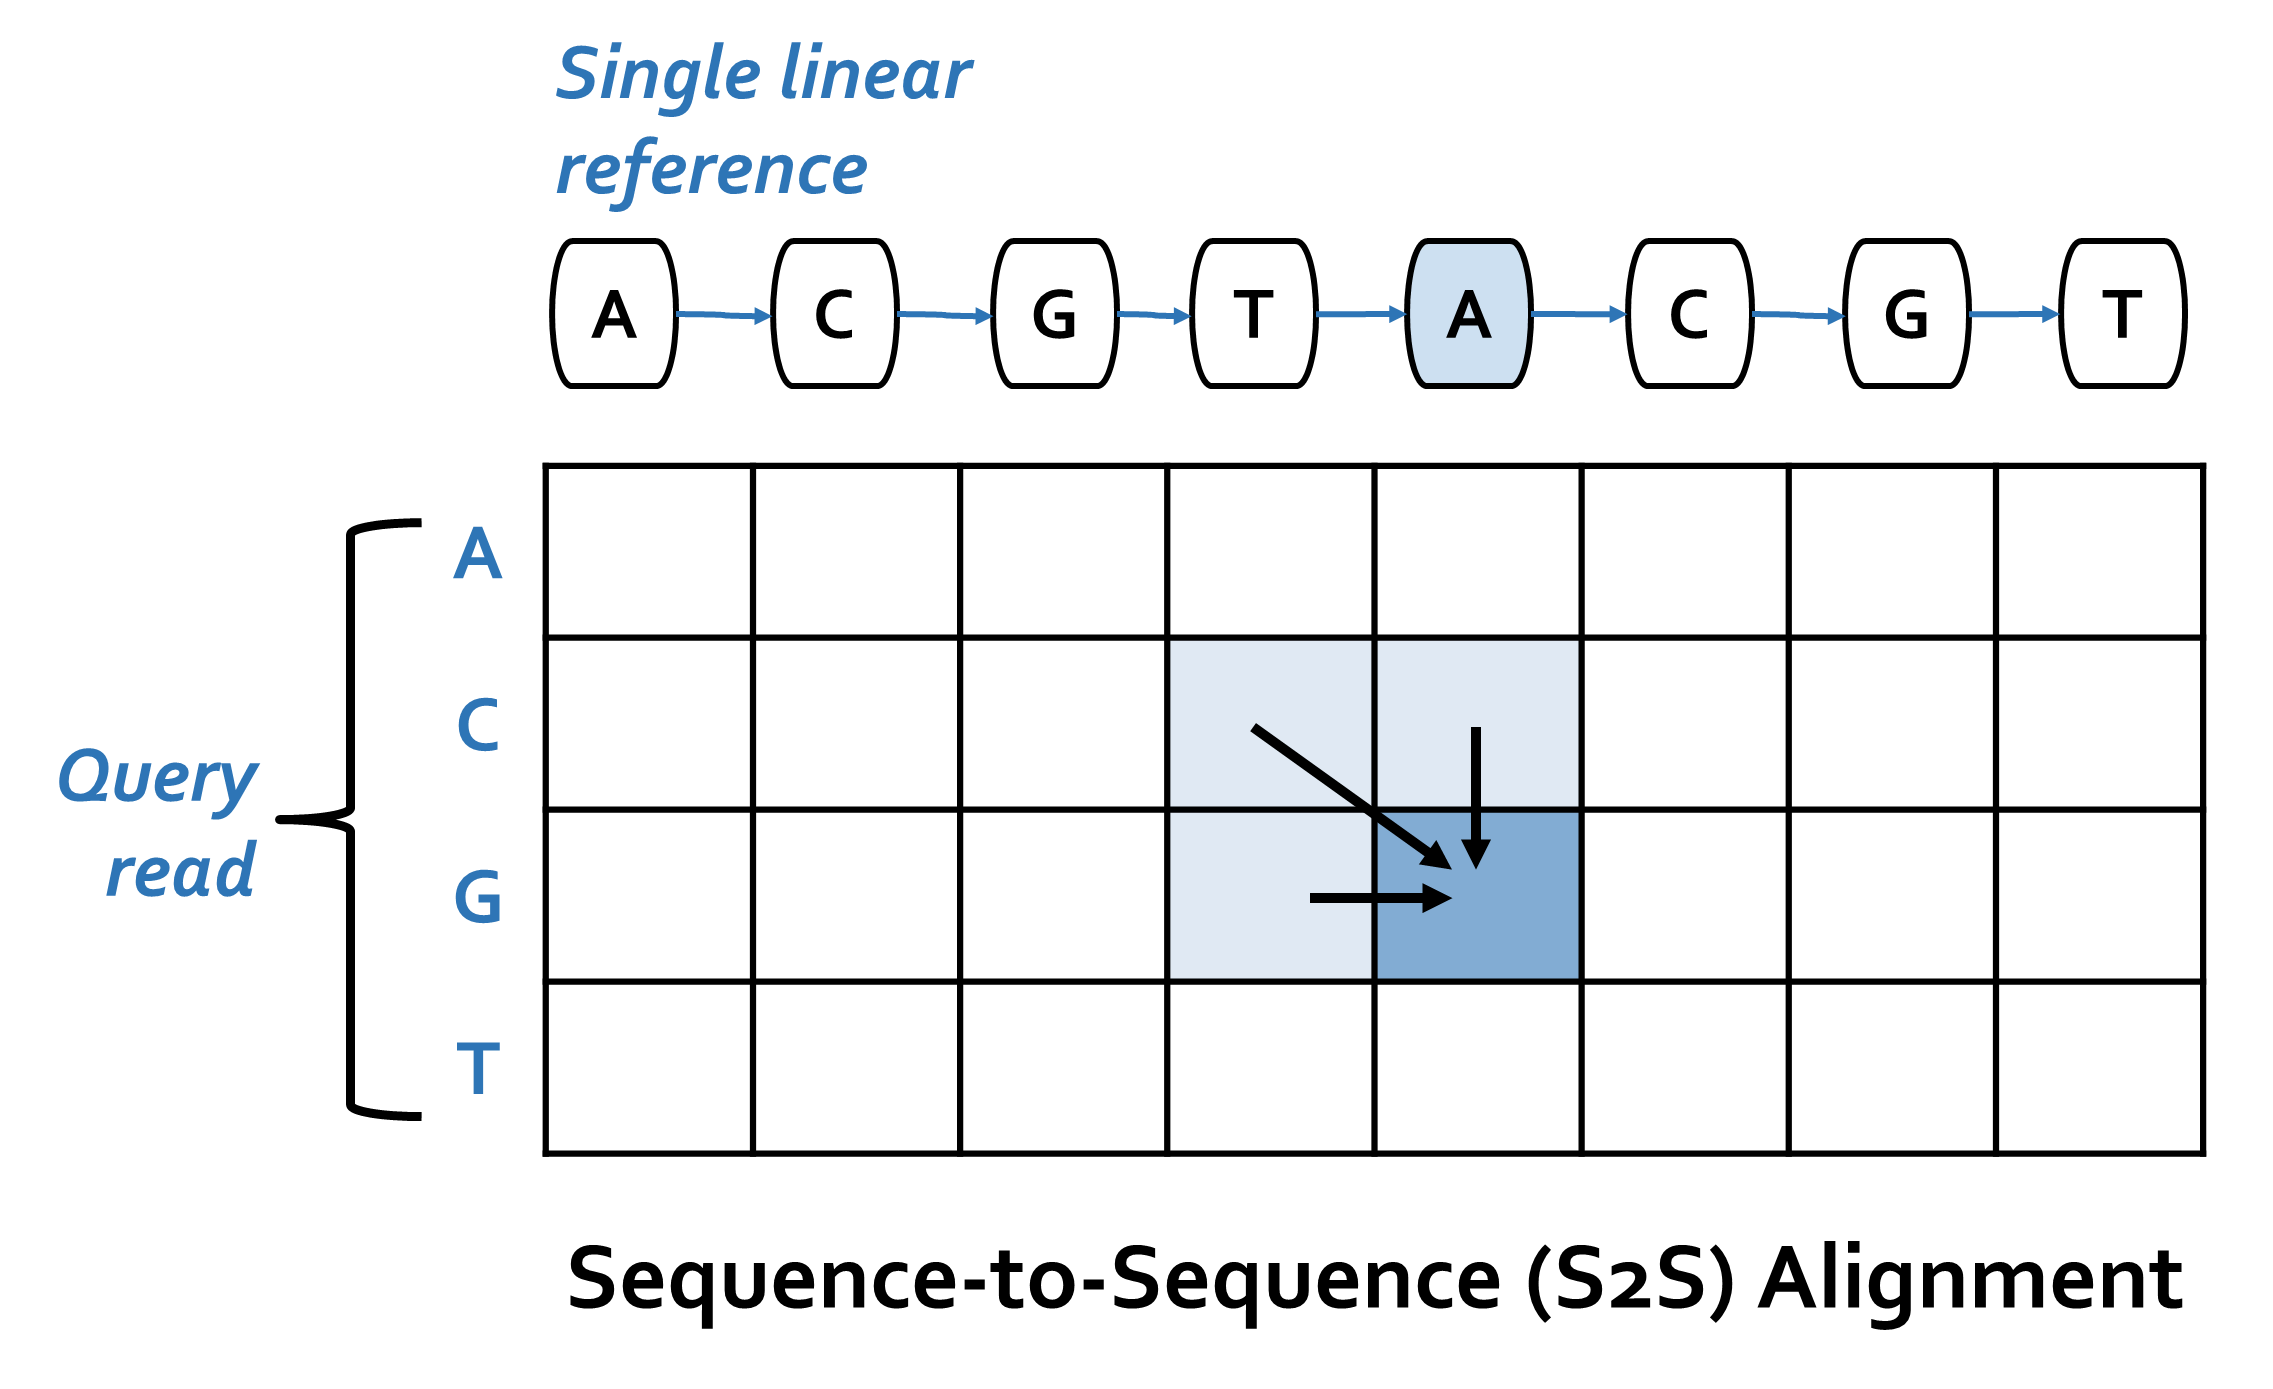 Single linear
reference
A C G T A C G T
A
C
Query
read
G
T
Sequence-to-Sequence (S2S) Alignment